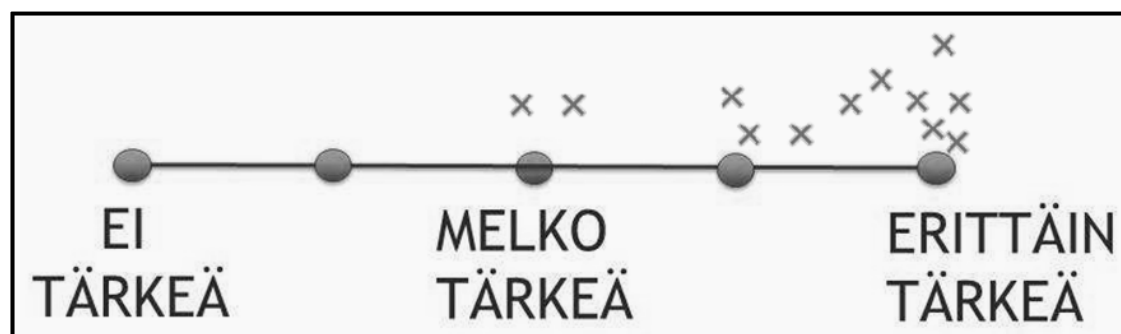 EI
TÄRKEÄ
MELKO
TÄRKEÄ
ERITTÄIN
TÄRKEÄ